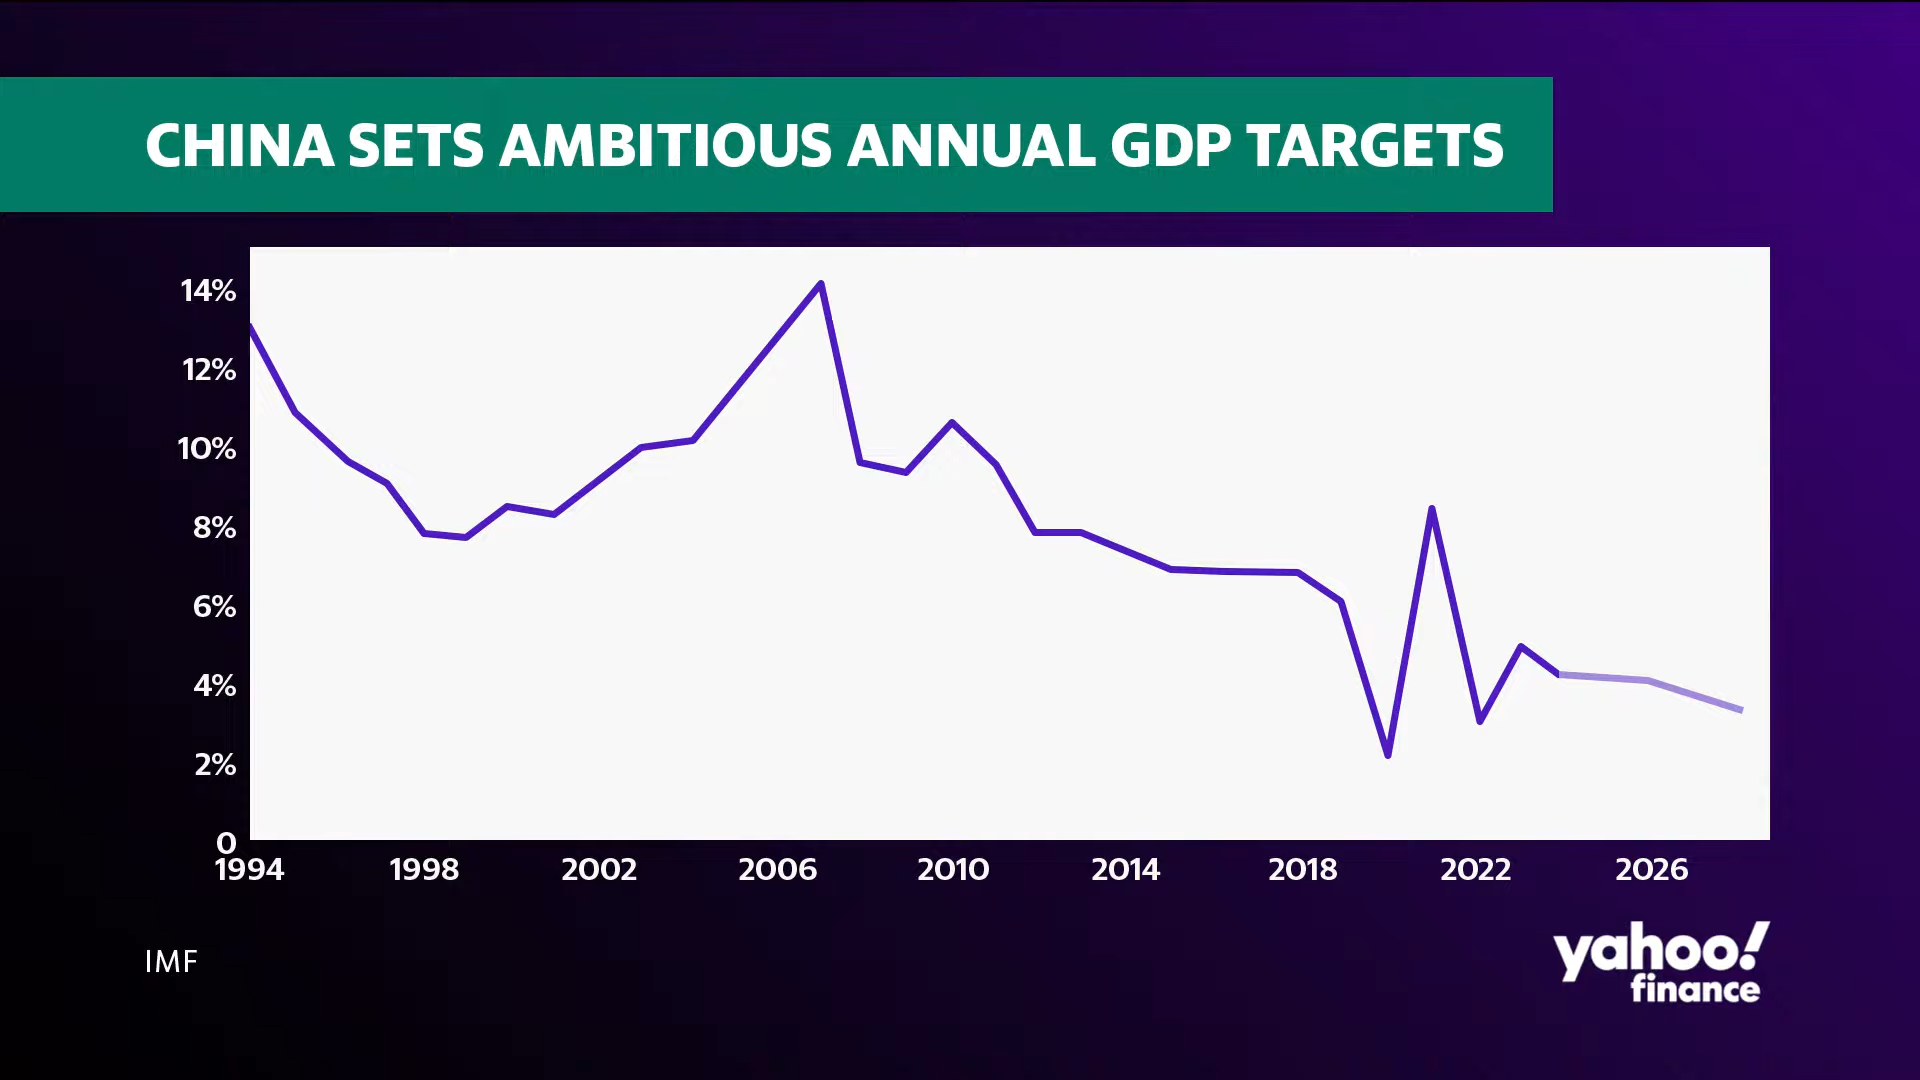 CHINA SETS AMBITIOUS ANNUAL GDP TARGETS
14%
12%
10%
8%
6%
4%
2%
0
1994 1998 2002 2006 2010 2014 2018 2022 2026
IMF
yahoo!
finance